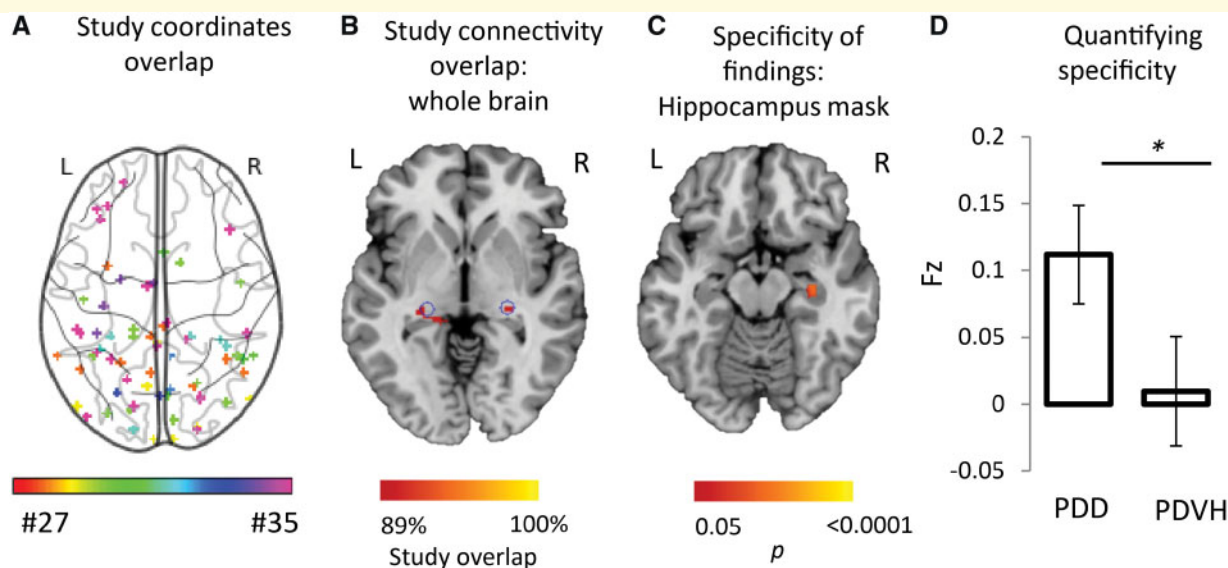 A Study coordinates
overlap
L
R
#27
#35
B Study connectivity
overlap:
whole brain
L
R
89%
100%
Study overlap
C Specificity of
findings:
Hippocampus mask
L
R
0.05
<0.0001
p
D Quantifying
specificity
*
0.2
0.15
0.1
0.05
0
-0.05
Fz
PDD
PDVH